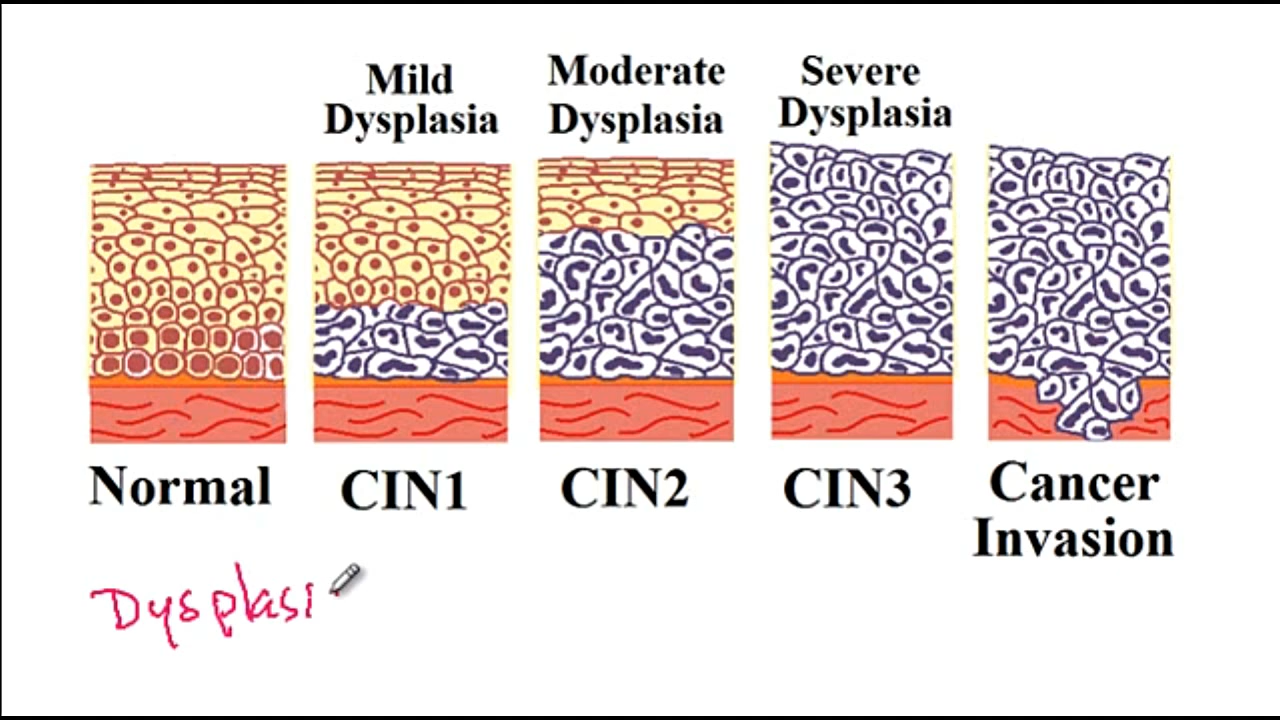 Mild
Dysplasia
Moderate
Dysplasia
Severe
Dysplasia
Normal
CIN1
CIN2
CIN3
Cancer
Invasion
Dysplasi